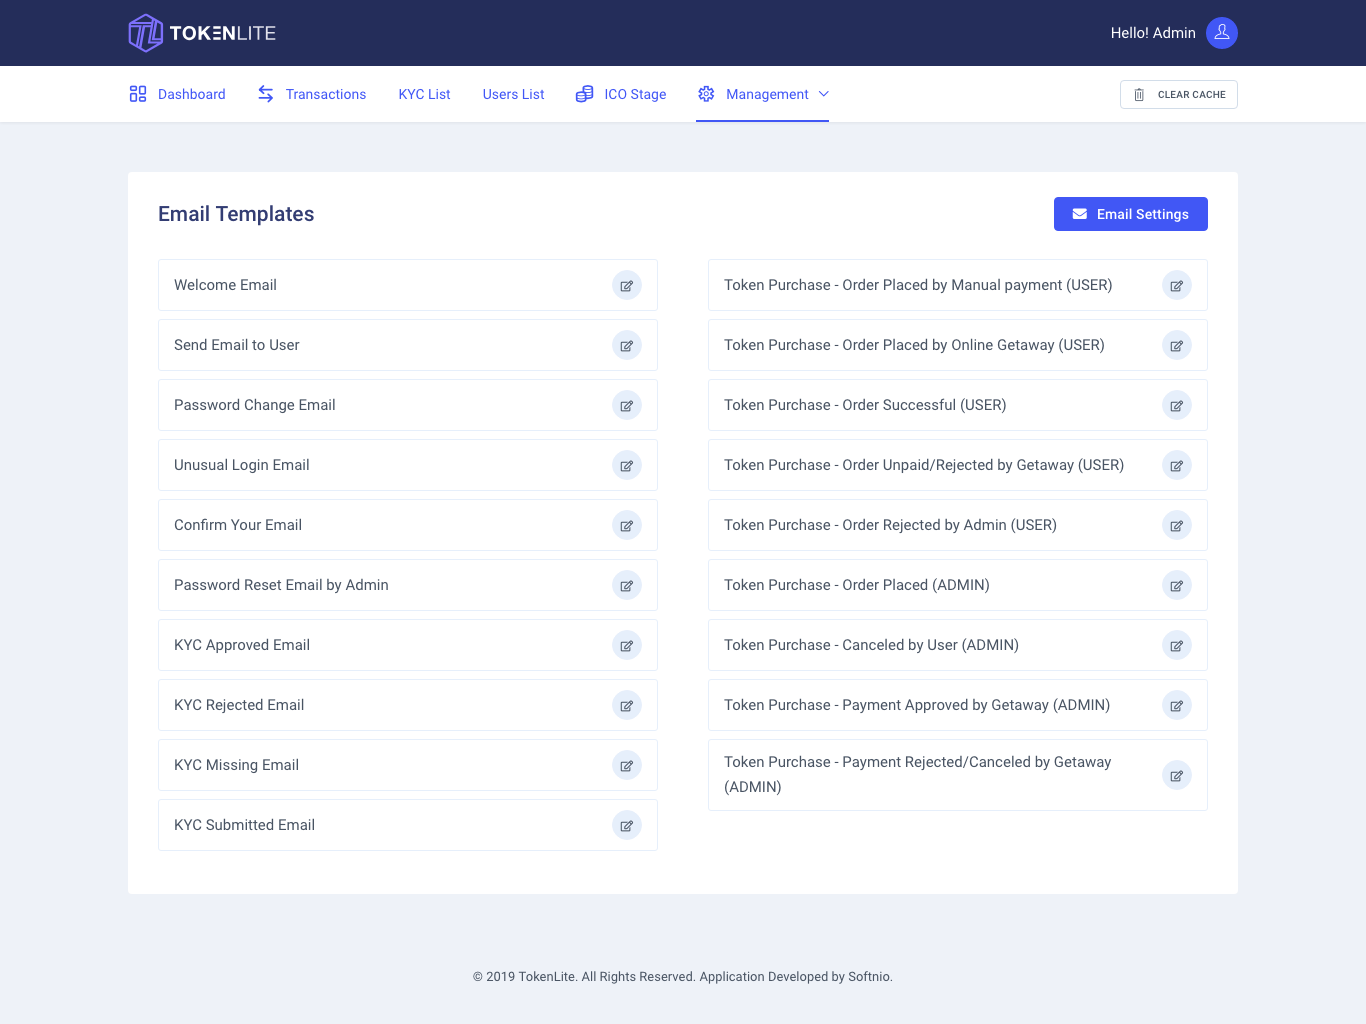 TOKENLITE
Hello! Admin
Dashboard
Transactions
KYC List
Users List
ICO Stage
Management
CLEAR CACHE
Email Templates
Email Settings
Welcome Email
Send Email to User
Password Change Email
Unusual Login Email
Confirm Your Email
Password Reset Email by Admin
KYC Approved Email
KYC Rejected Email
KYC Missing Email
KYC Submitted Email
Token Purchase - Order Placed by Manual payment (USER)
Token Purchase - Order Placed by Online Getaway (USER)
Token Purchase - Order Successful (USER)
Token Purchase - Order Unpaid/Rejected by Getaway (USER)
Token Purchase - Order Rejected by Admin (USER)
Token Purchase - Order Placed (ADMIN)
Token Purchase - Canceled by User (ADMIN)
Token Purchase - Payment Approved by Getaway (ADMIN)
Token Purchase - Payment Rejected/Canceled by Getaway
(ADMIN)
© 2019 TokenLite. All Rights Reserved. Application Developed by Softnio.